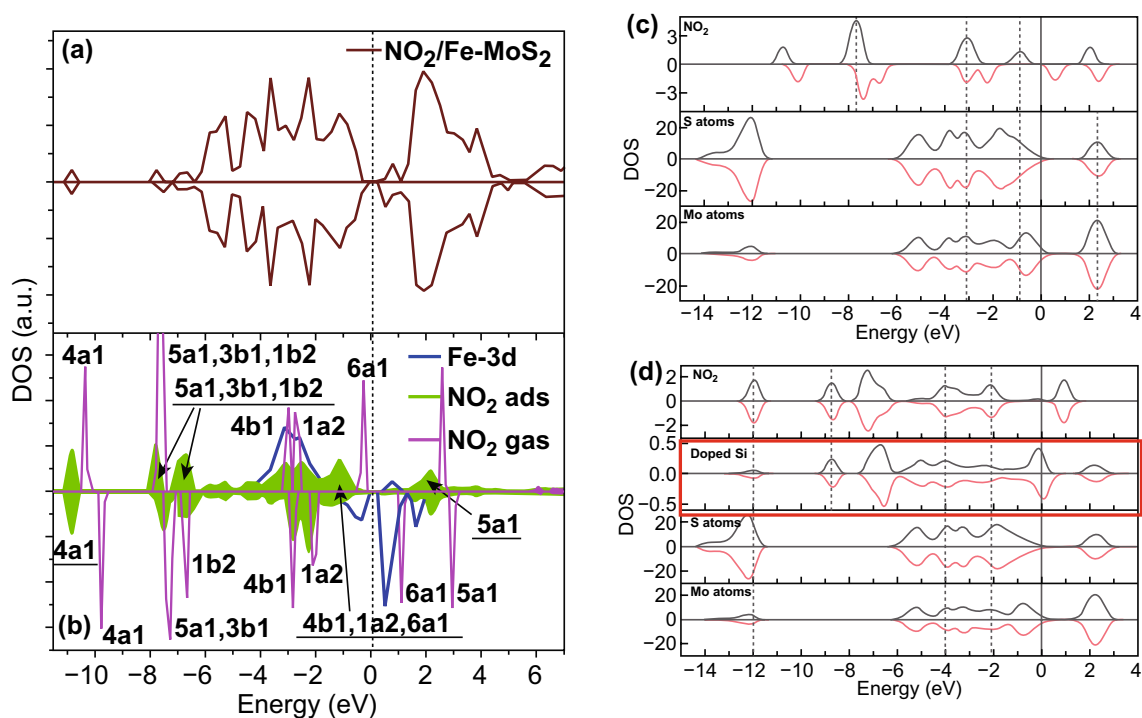 (a)
NO2/Fe-MoS2
DOS (a.u.)
4a1
5a1,3b1,1b2
5a1,3b1,1b2
4b1
1a2
6a1
Fe-3d
NO2 ads
NO2 gas
5a1
4a1
4a1
1b2
5a1,3b1
4b1
1a2
6a1
5a1
4b1,1a2,6a1
(b)
−10 −8 −6 −4 −2 0 2 4 6
Energy (eV)
(c)
NO2
3
0
−3
S atoms
20
0
−20
DOS
Mo atoms
20
0
−20
−14 −12 −10 −8 −6 −4 −2 0 2 4
Energy (eV)
(d)
NO2
2
0
−2
Doped Si
0.5
0.0
−0.5
DOS
S atoms
20
0
−20
Mo atoms
20
0
−20
−14 −12 −10 −8 −6 −4 −2 0 2 4
Energy (eV)